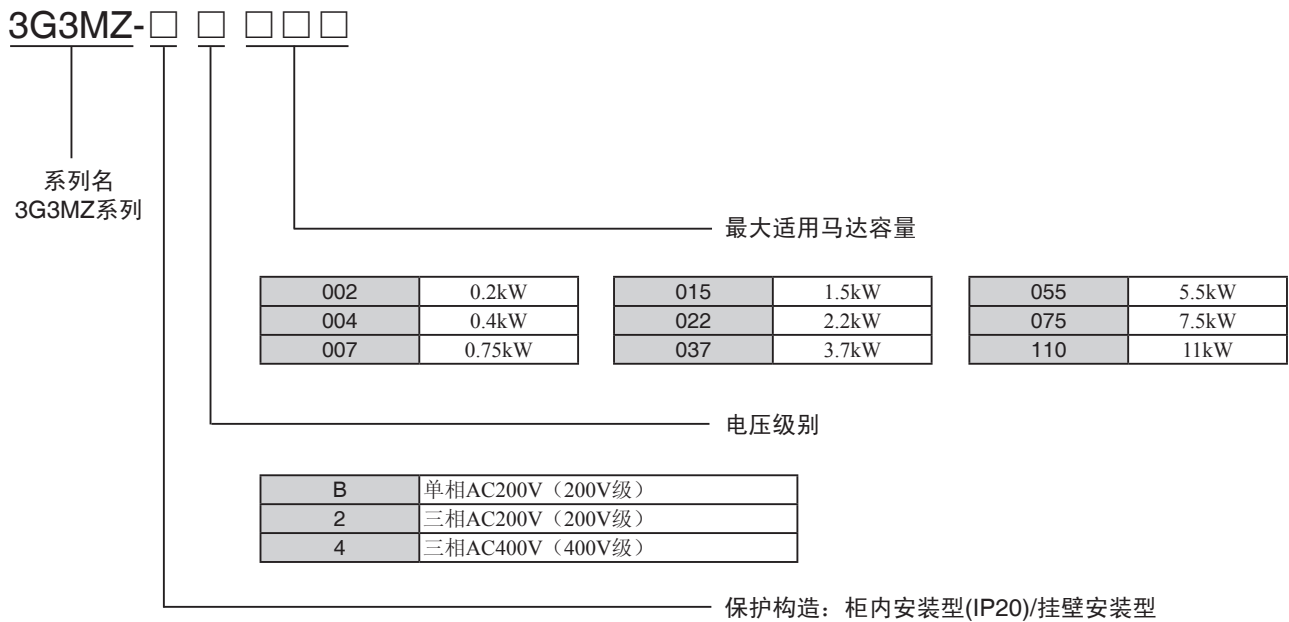 3G3MZ-□ □ □□□
系列名
3G3MZ系列
最大适用马达容量
002 0.2kW 015 1.5kW 055 5.5kW
004 0.4kW 022 2.2kW 075 7.5kW
007 0.75kW 037 3.7kW 110 11kW
电压级别
B 单相AC200V（200V级）
2 三相AC200V（200V级）
4 三相AC400V（400V级）
保护构造：柜内安装型(IP20)/挂壁安装型